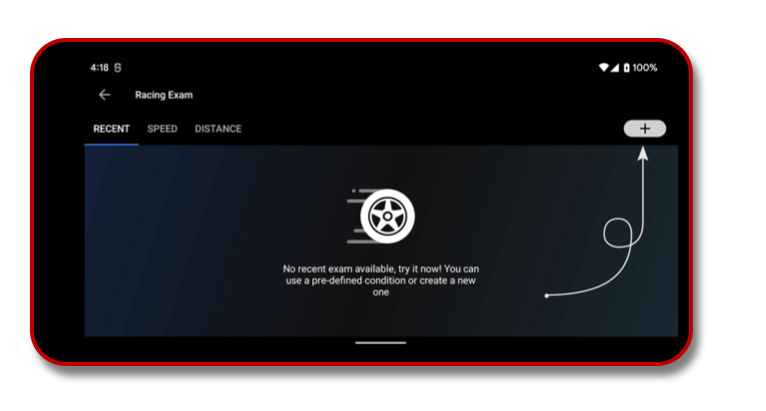 4:18 100%
Racing Exam
RECENT SPEED DISTANCE
No recent exam available, try it now! You can
use a pre-defined condition or create a new
one